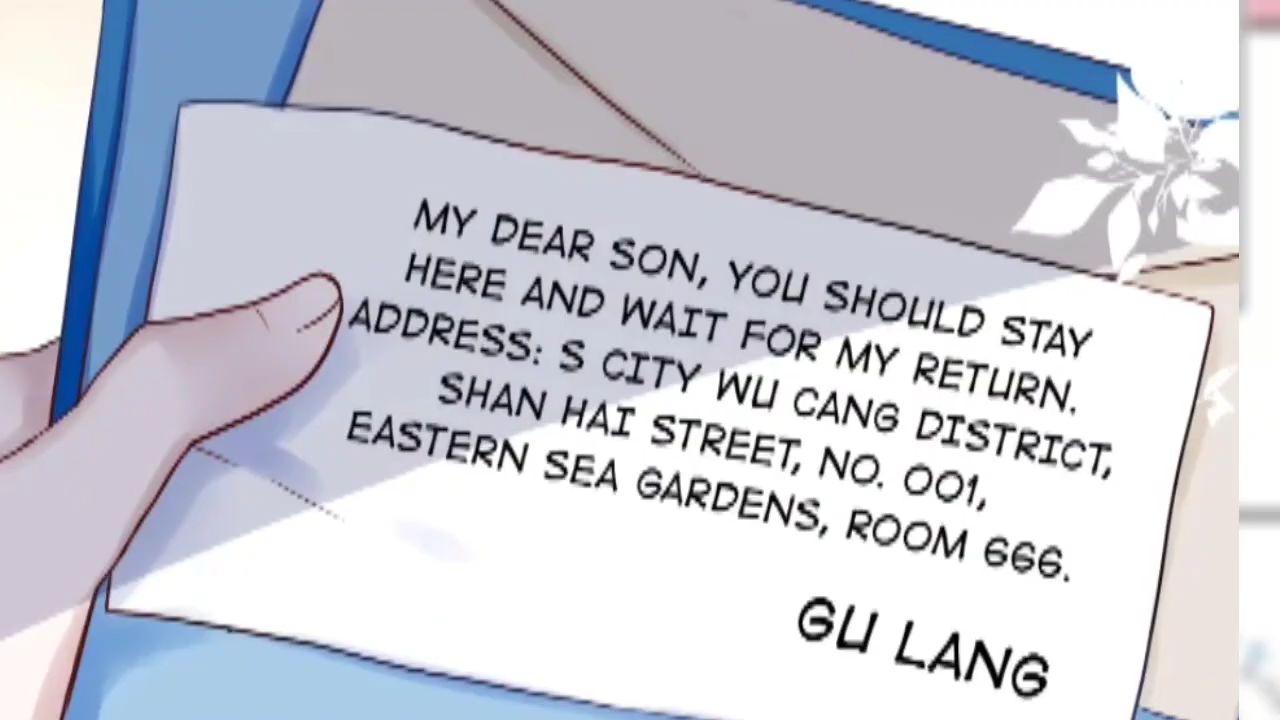 MY DEAR SON, YOU SHOULD STAY
HERE AND WAIT FOR MY RETURN.
ADDRESS: S CITY WU CANG DISTRICT,
SHAN HAI STREET, NO. 001,
EASTERN SEA GARDENS, ROOM 666.
GU LANG